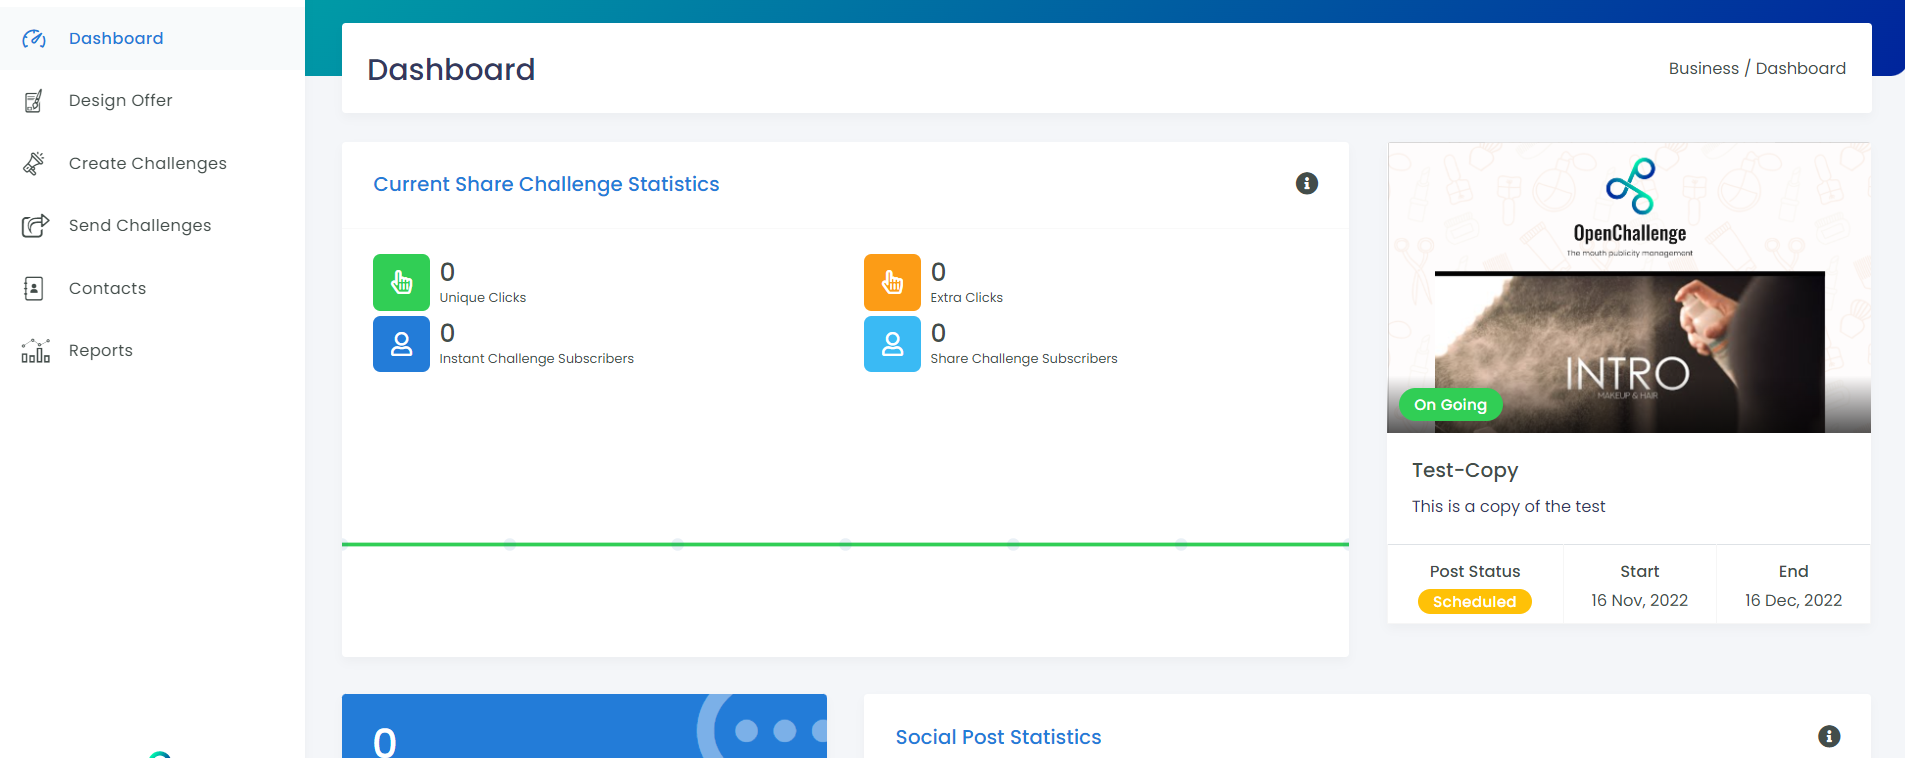 Dashboard
Design Offer
Create Challenges
Send Challenges
Contacts
Reports
Dashboard
Business / Dashboard
Current Share Challenge Statistics
0
Unique Clicks
0
Extra Clicks
0
Instant Challenge Subscribers
0
Share Challenge Subscribers
OpenChallenge
The mouth publicity management
INTRO
MAKEUP & HAIR
On Going
Test-Copy
This is a copy of the test
Post Status
Scheduled
Start
16 Nov, 2022
End
16 Dec, 2022
0
Social Post Statistics